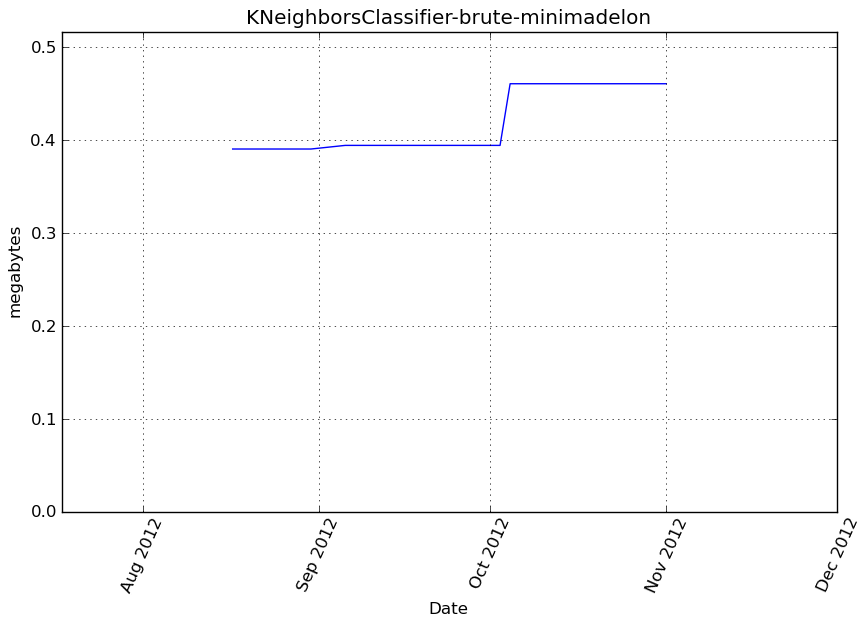 KNeighborsClassifier-brute-minimadelon
0.5
0.4
0.3
0.2
0.1
0.0
megabytes
Aug 2012
Sep 2012
Oct 2012
Nov 2012
Dec 2012
Date